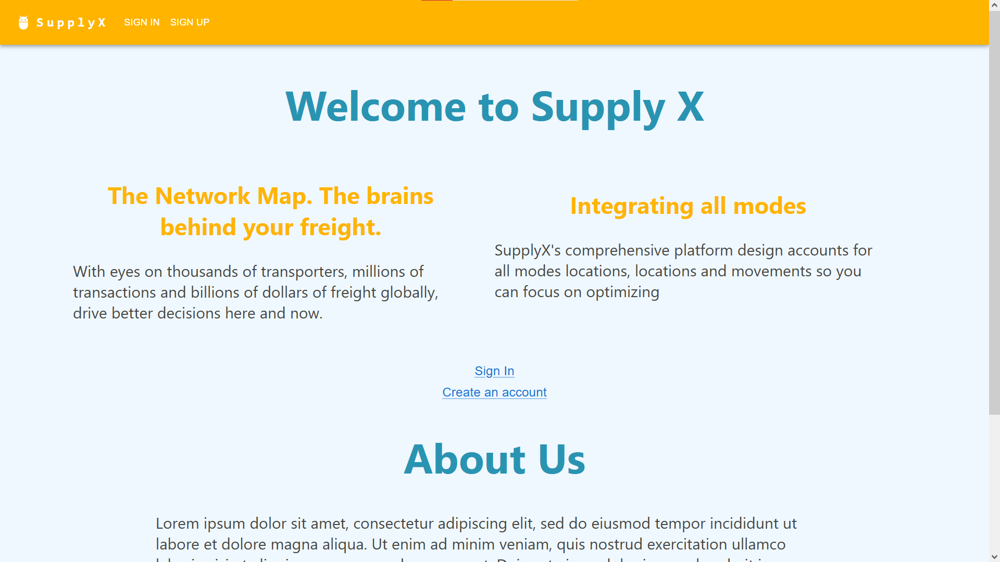 SupplyX SIGN IN SIGN UP
Welcome to Supply X
The Network Map. The brains
behind your freight.
With eyes on thousands of transporters, millions of
transactions and billions of dollars of freight globally,
drive better decisions here and now.
Integrating all modes
SupplyX's comprehensive platform design accounts for
all modes locations, locations and movements so you
can focus on optimizing
Sign In
Create an account
About Us
Lorem ipsum dolor sit amet, consectetur adipiscing elit, sed do eiusmod tempor incididunt ut
labore et dolore magna aliqua. Ut enim ad minim veniam, quis nostrud exercitation ullamco